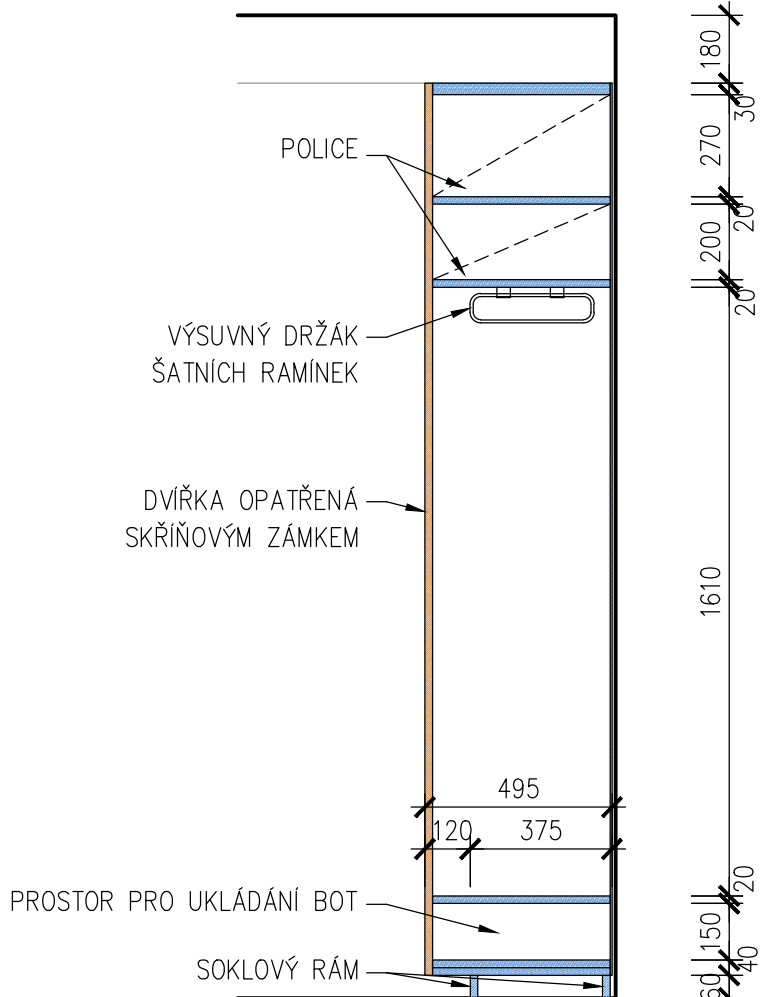 180
30
270
POLICE
20
200
20
VÝSUVNÝ DRŽÁK
ŠATNÍCH RAMÍNEK
DVÍŘKA OPATŘENÁ
SKŘÍŇOVÝM ZÁMKEM
1610
495
120
375
20
PROSTOR PRO UKLÁDÁNÍ BOT
150
40
SOKLOVÝ RÁM
60